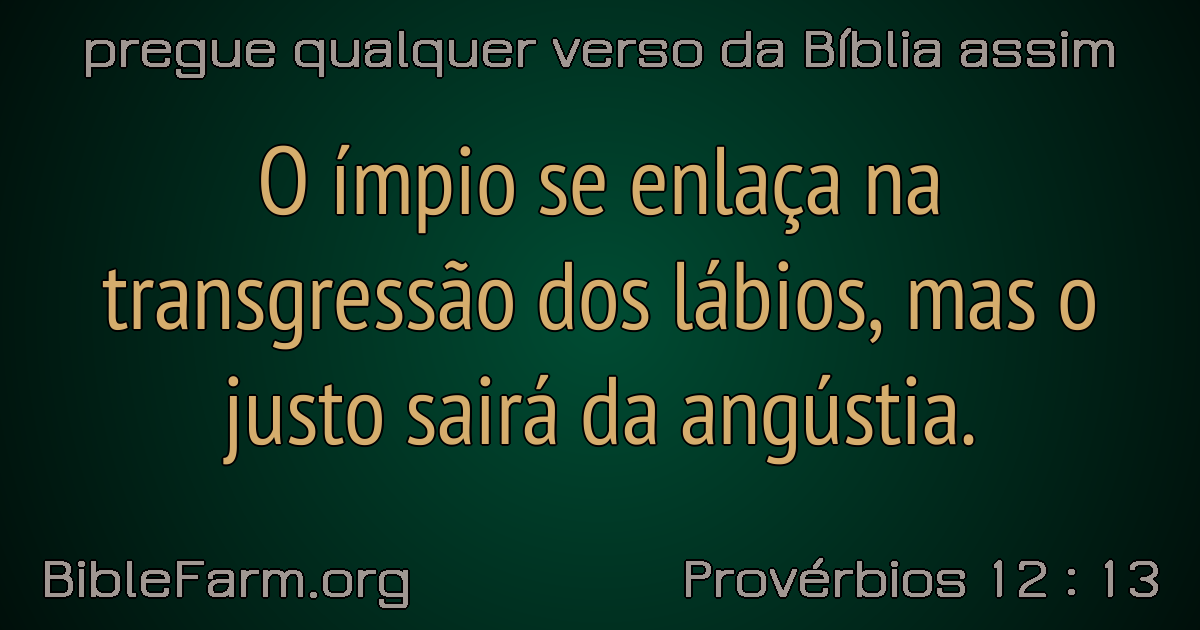 pregue qualquer verso da Bíblia assim
O ímpio se enlaça na
transgressão dos lábios, mas o
justo sairá da angústia.
BibleFarm.org
Provérbios 12 : 13